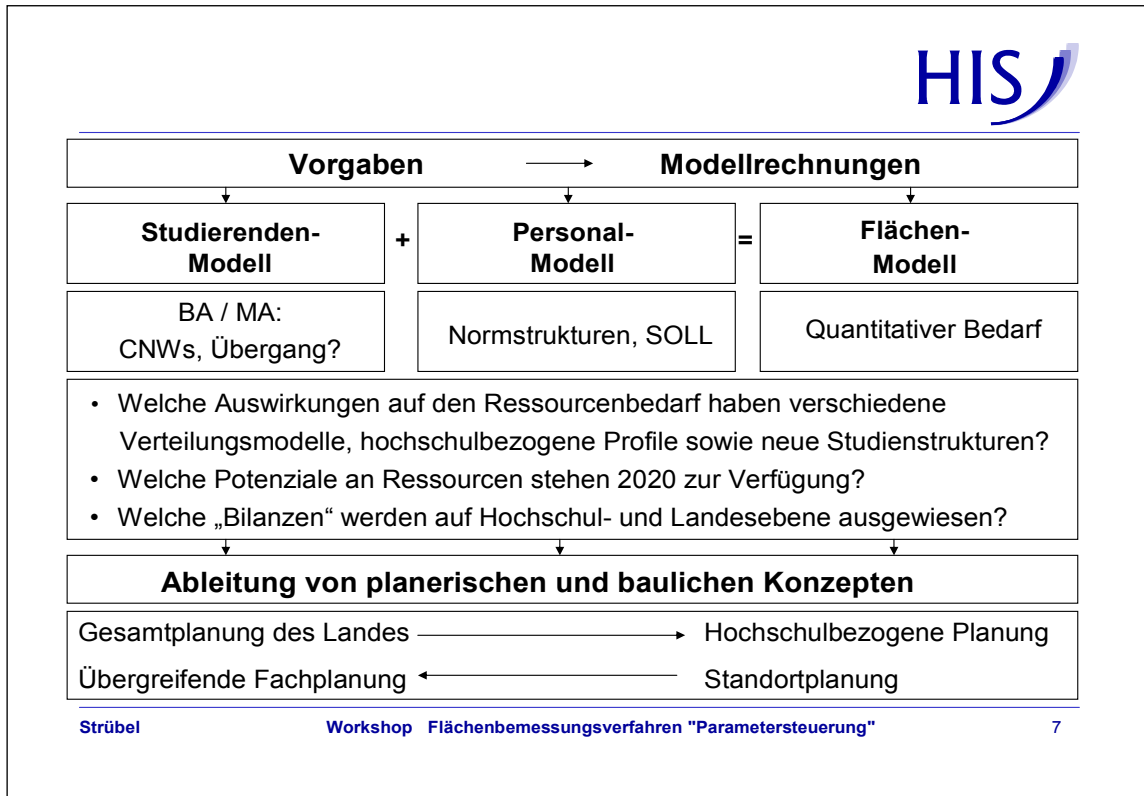 HIS
Vorgaben → Modellrechnungen
Studierenden- Modell + Personal- Modell = Flächen- Modell
BA / MA:
CNWs, Übergang?
Normstrukturen, SOLL
Quantitativer Bedarf
• Welche Auswirkungen auf den Ressourcenbedarf haben verschiedene
Verteilungsmodelle, hochschulbezogene Profile sowie neue Studienstrukturen?
• Welche Potenziale an Ressourcen stehen 2020 zur Verfügung?
• Welche „Bilanzen“ werden auf Hochschul- und Landesebene ausgewiesen?
Ableitung von planerischen und baulichen Konzepten
Gesamtplanung des Landes → Hochschulbezogene Planung
Übergreifende Fachplanung ← Standortplanung
Strübel Workshop Flächenbemessungsverfahren "Parametersteuerung" 7